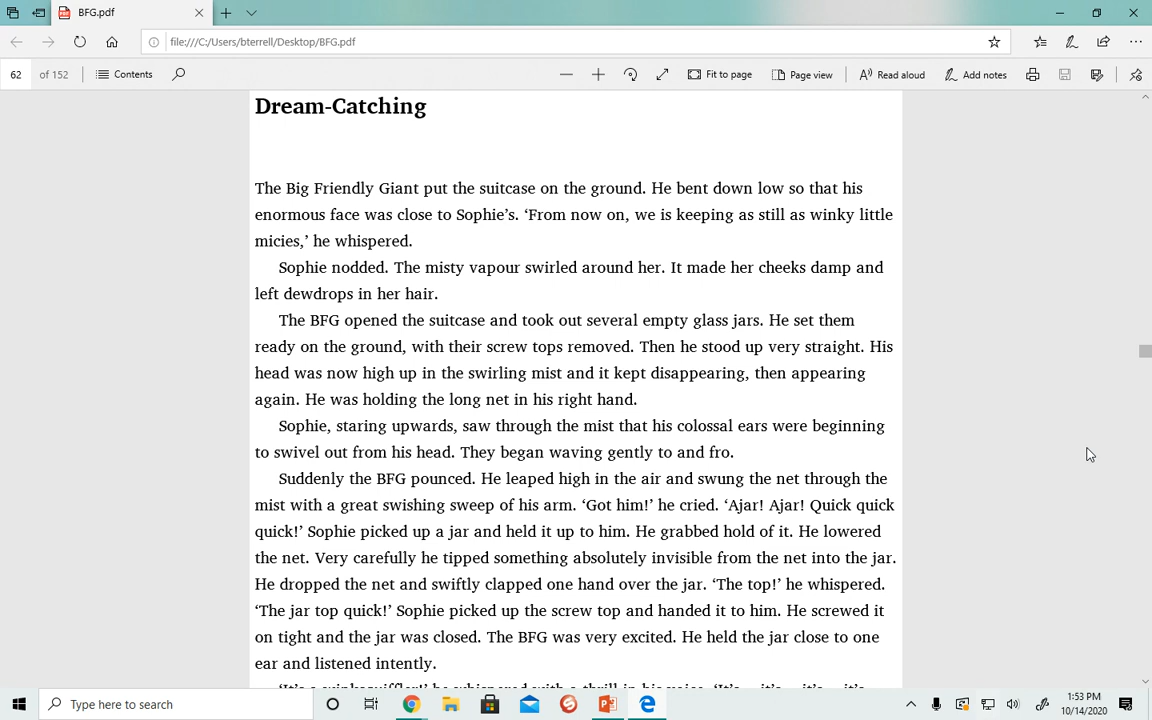 BFG.pdf
file:///C:/Users/bterrell/Desktop/BFG.pdf
62 of 152 Contents Fit to page Page view Read aloud Add notes
Dream-Catching
The Big Friendly Giant put the suitcase on the ground. He bent down low so that his
enormous face was close to Sophie’s. ‘From now on, we is keeping as still as winky little
micies,’ he whispered.
Sophie nodded. The misty vapour swirled around her. It made her cheeks damp and
left dewdrops in her hair.
The BFG opened the suitcase and took out several empty glass jars. He set them
ready on the ground, with their screw tops removed. Then he stood up very straight. His
head was now high up in the swirling mist and it kept disappearing, then appearing
again. He was holding the long net in his right hand.
Sophie, staring upwards, saw through the mist that his colossal ears were beginning
to swivel out from his head. They began waving gently to and fro.
Suddenly the BFG pounced. He leaped high in the air and swung the net through the
mist with a great swishing sweep of his arm. ‘Got him!’ he cried. ‘Ajar! Ajar! Quick quick
quick!’ Sophie picked up a jar and held it up to him. He grabbed hold of it. He lowered
the net. Very carefully he tipped something absolutely invisible from the net into the jar.
He dropped the net and swiftly clapped one hand over the jar. ‘The top!’ he whispered.
‘The jar top quick!’ Sophie picked up the screw top and handed it to him. He screwed it
on tight and the jar was closed. The BFG was very excited. He held the jar close to one
ear and listened intently.
Type here to search
1:53 PM
10/14/2020